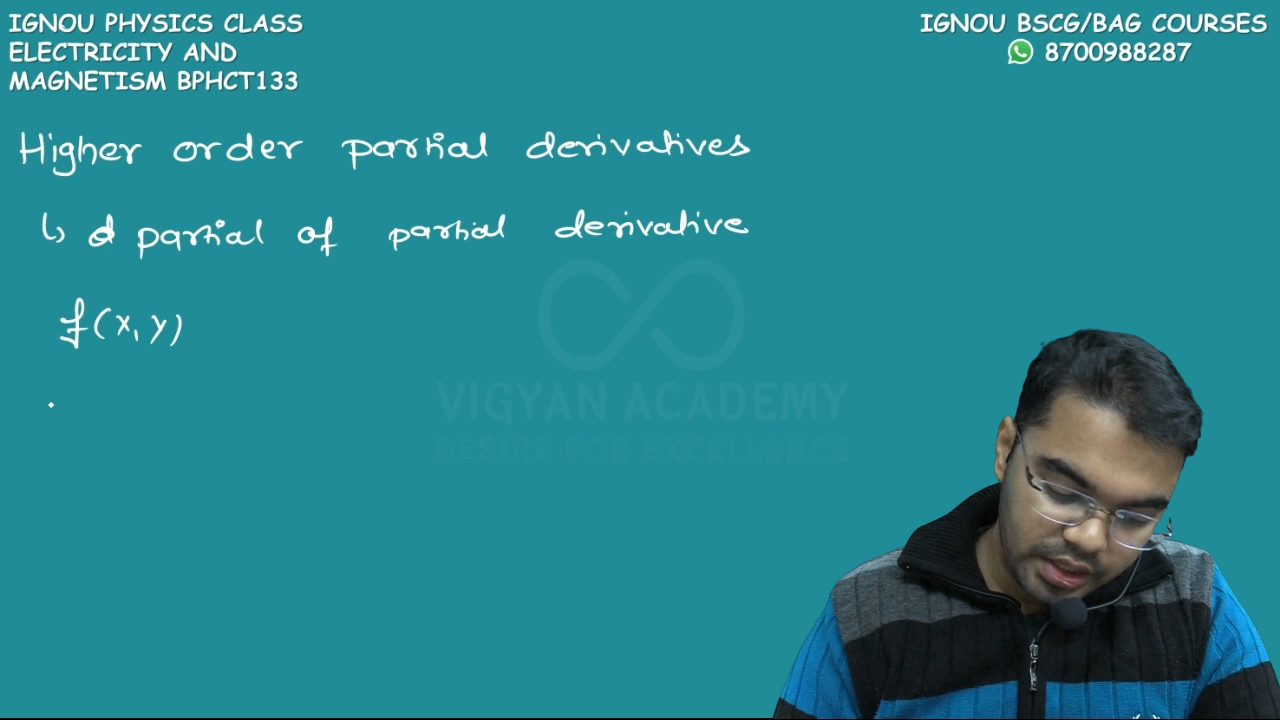 IGNOU PHYSICS CLASS
ELECTRICITY AND
MAGNETISM BPHCT133
IGNOU BSCG/BAG COURSES
8700988287
Higher order partial derivatives
↳ d partial of partial derivative
f(x, y)
VIGYAN ACADEMY
DESIRE FOR EXCELLENCE